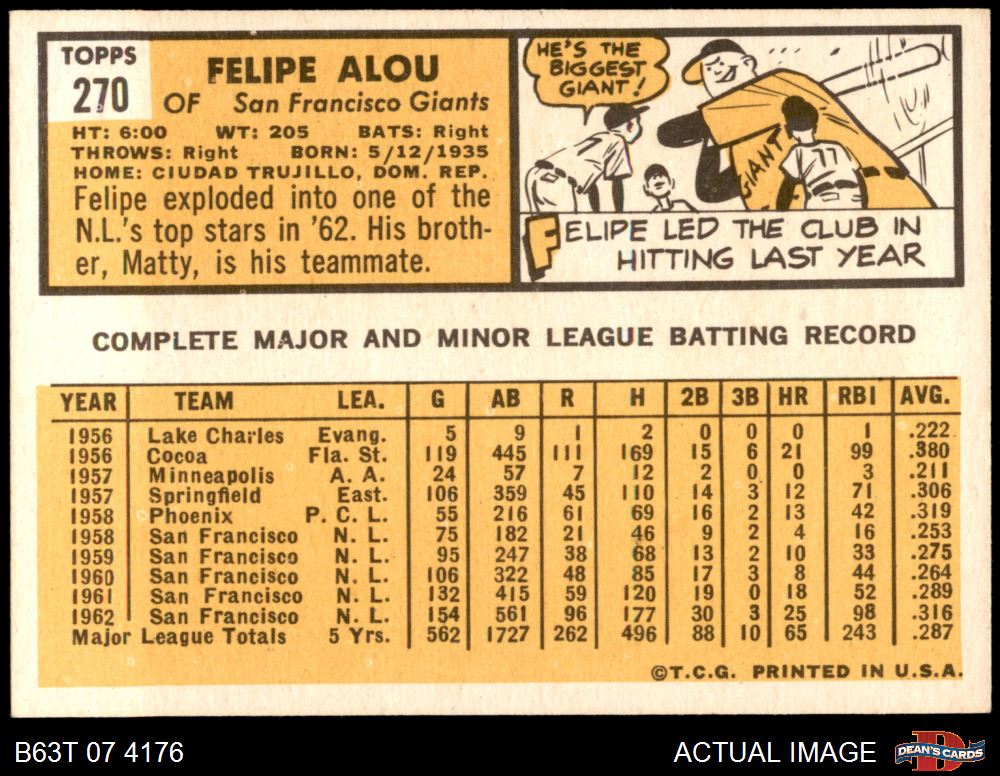 TOPPS
270
FELIPE ALOU
OF San Francisco Giants
HT: 6:00 WT: 205 BATS: Right
THROWS: Right BORN: 5/12/1935
HOME: CIUDAD TRUJILLO, DOM. REP.
Felipe exploded into one of the
N.L.'s top stars in '62. His broth-
er, Matty, is his teammate.
HE'S THE
BIGGEST
GIANT!
7
GIANT
11
FELIPE LED THE CLUB IN
HITTING LAST YEAR
COMPLETE MAJOR AND MINOR LEAGUE BATTING RECORD
YEAR TEAM LEA. G AB R H 2B 3B HR RBI AVG.
1956 Lake Charles Evang. 5 9 1 2 0 0 0 1 .222
1956 Cocoa Fla. St. 119 445 111 169 15 6 21 99 .380
1957 Minneapolis A. A. 24 57 7 12 2 0 0 3 .211
1957 Springfield East. 106 359 45 110 14 3 12 71 .306
1958 Phoenix P. C. L. 55 216 61 69 16 2 13 42 .319
1958 San Francisco N. L. 75 182 21 46 9 2 4 16 .253
1959 San Francisco N. L. 95 247 38 68 13 2 10 33 .275
1960 San Francisco N. L. 106 322 48 85 17 3 8 44 .264
1961 San Francisco N. L. 132 415 59 120 19 0 18 52 .289
1962 San Francisco N. L. 154 561 96 177 30 3 25 98 .316
Major League Totals 5 Yrs. 562 1727 262 496 88 10 65 243 .287
©T.C.G. PRINTED IN U.S.A.
B63T 07 4176
ACTUAL IMAGE
DEAN'S CARDS